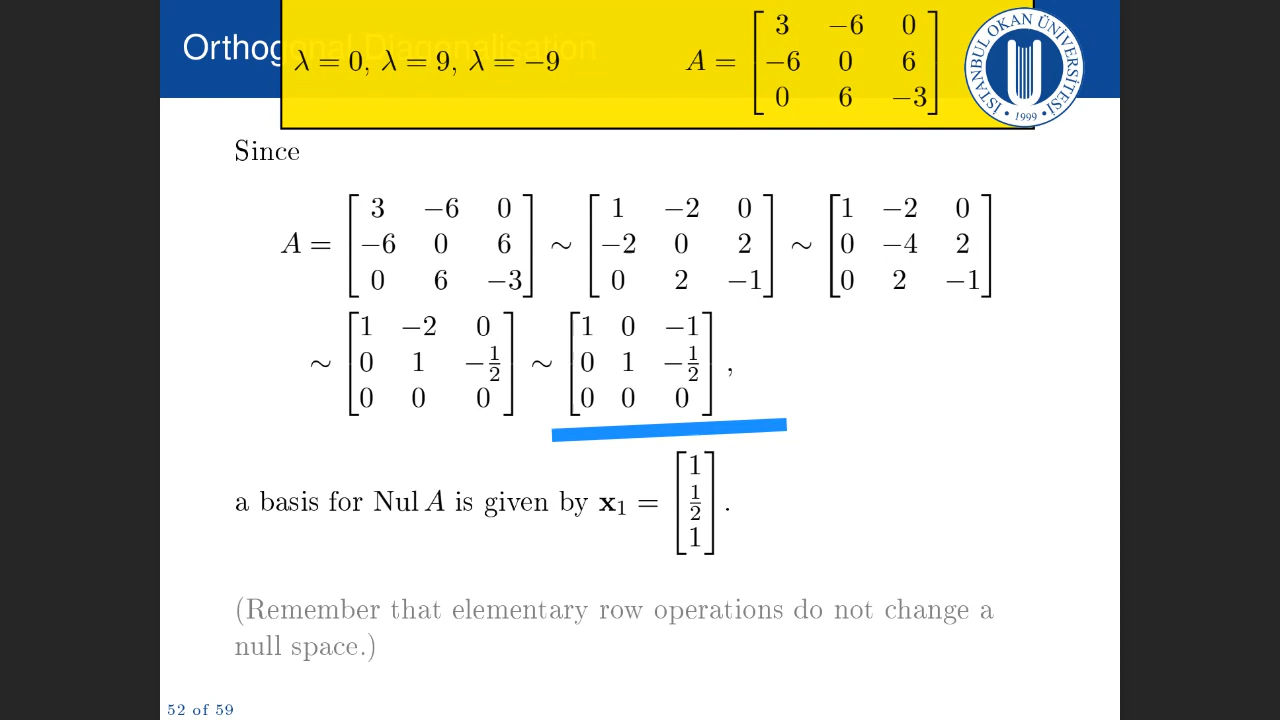 Orthogonal Diagonalisation
λ = 0, λ = 9, λ = −9
A = [3 −6 0; −6 0 6; 0 6 −3]
İSTANBUL OKAN ÜNİVERSİTESİ
• 1999 •
Since
A = [3 −6 0; −6 0 6; 0 6 −3] ∼ [1 −2 0; −2 0 2; 0 2 −1] ∼ [1 −2 0; 0 −4 2; 0 2 −1]
∼ [1 −2 0; 0 1 −1/2; 0 0 0] ∼ [1 0 −1; 0 1 −1/2; 0 0 0],
a basis for Nul A is given by x₁ = [1; 1/2; 1].
(Remember that elementary row operations do not change a
null space.)
52 of 59